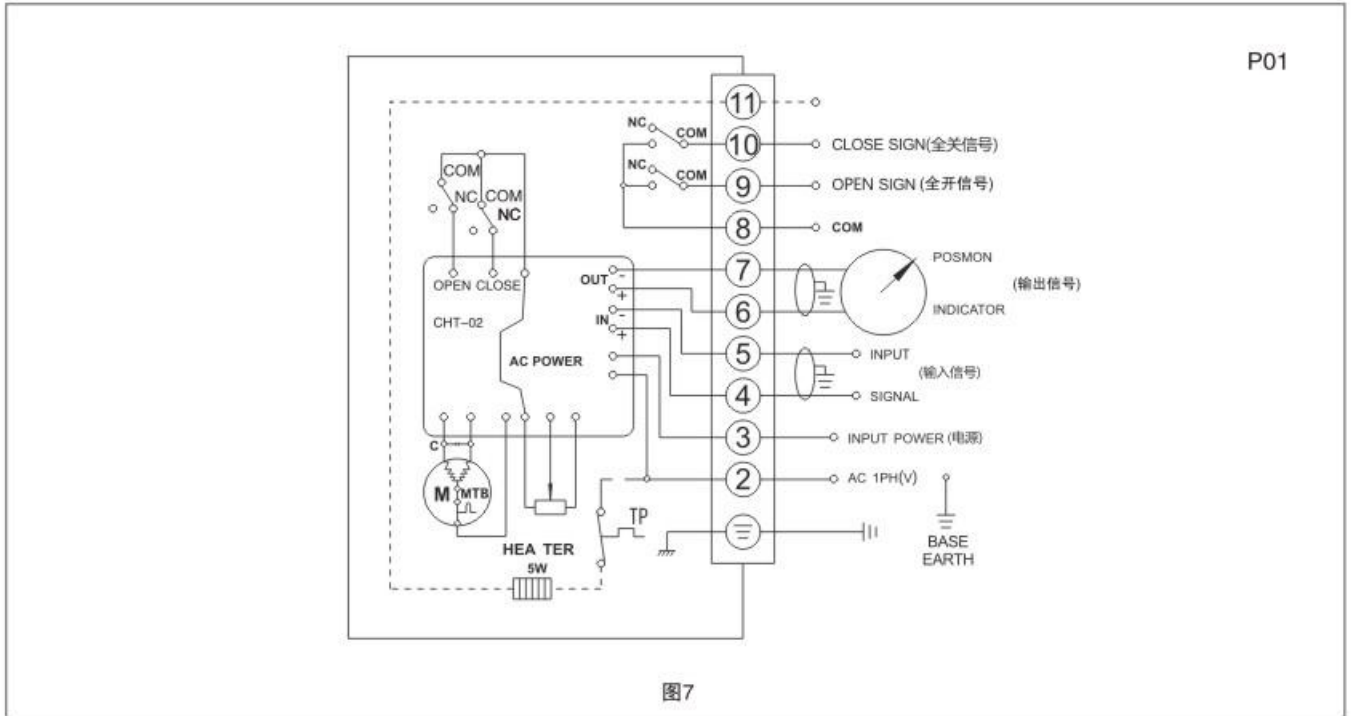 P01
11
NC
COM
10
CLOSE SIGN(全关信号)
NC
COM
9
OPEN SIGN (全开信号)
8
COM
COM
NC
COM
NC
OPEN CLOSE
CHT-02
AC POWER
OUT
-
+
IN
-
+
7
POSMON
(输出信号)
6
INDICATOR
5
INPUT
(输入信号)
4
SIGNAL
3
INPUT POWER (电源)
2
AC 1PH(V)
BASE
EARTH
C
M
MTB
TP
HEA TER
5W
图7